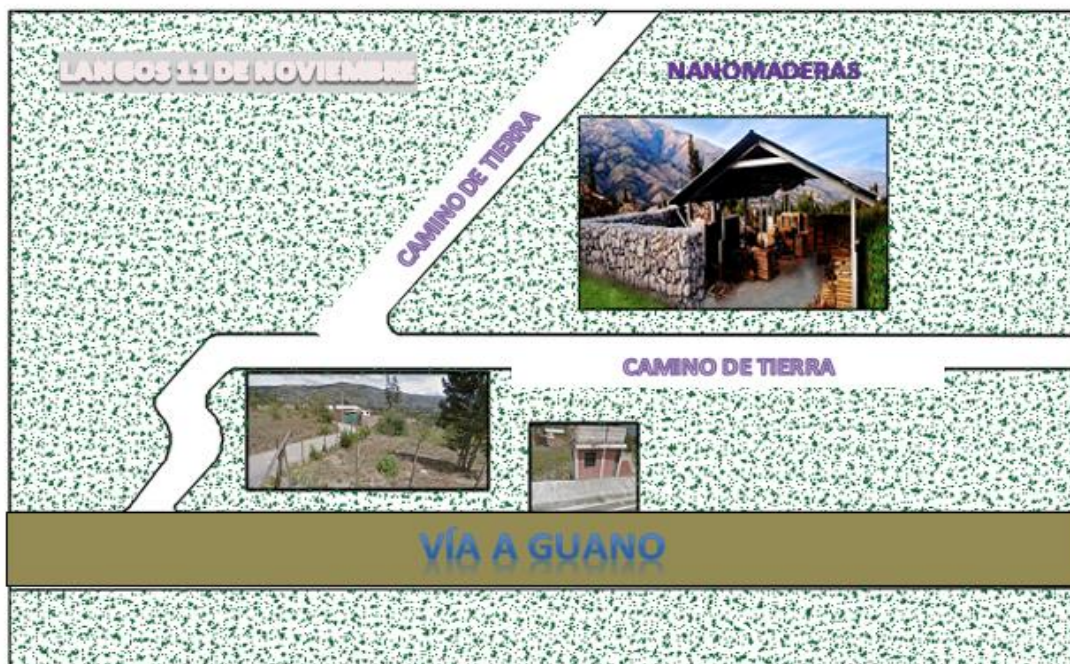 LANGOS 11 DE NOVIEMBRE
NANOMADERAS
CAMINO DE TIERRA
CAMINO DE TIERRA
VÍA A GUANO